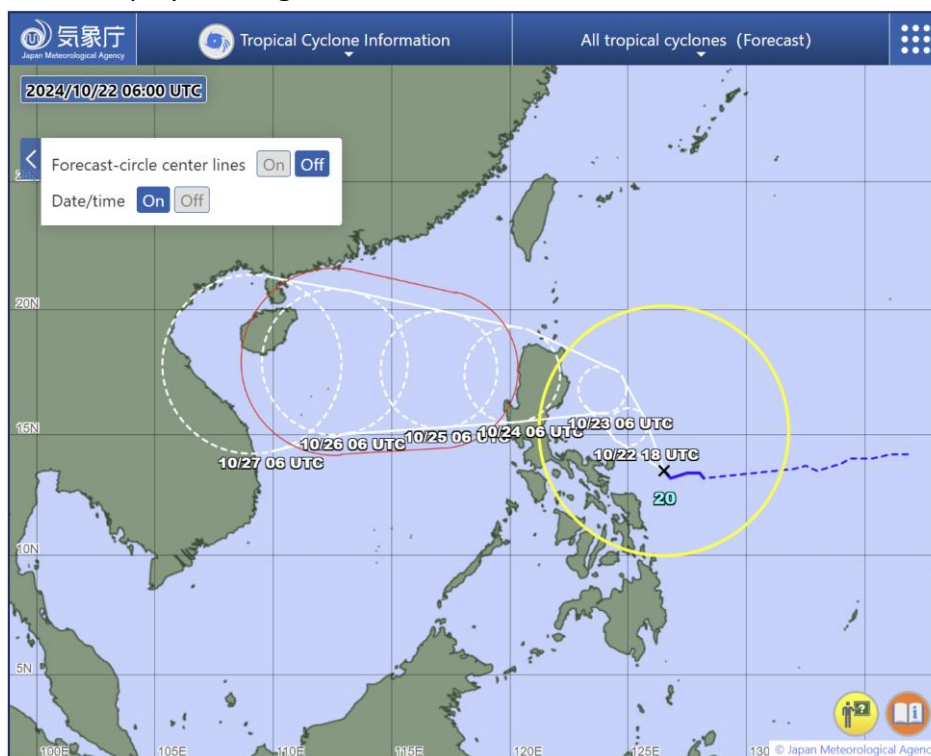 気象庁
Japan Meteorological Agency
Tropical Cyclone Information
All tropical cyclones (Forecast)
2024/10/22 06:00 UTC
Forecast-circle center lines On Off
Date/time On Off
20N
15N
10N
5N
10/27 06 UTC
10/26 06 UTC
10/25 06 UTC
10/24 06 UTC
10/23 06 UTC
10/22 18 UTC
20
100E
105E
110E
115E
120E
130
© Japan Meteorological Agenc